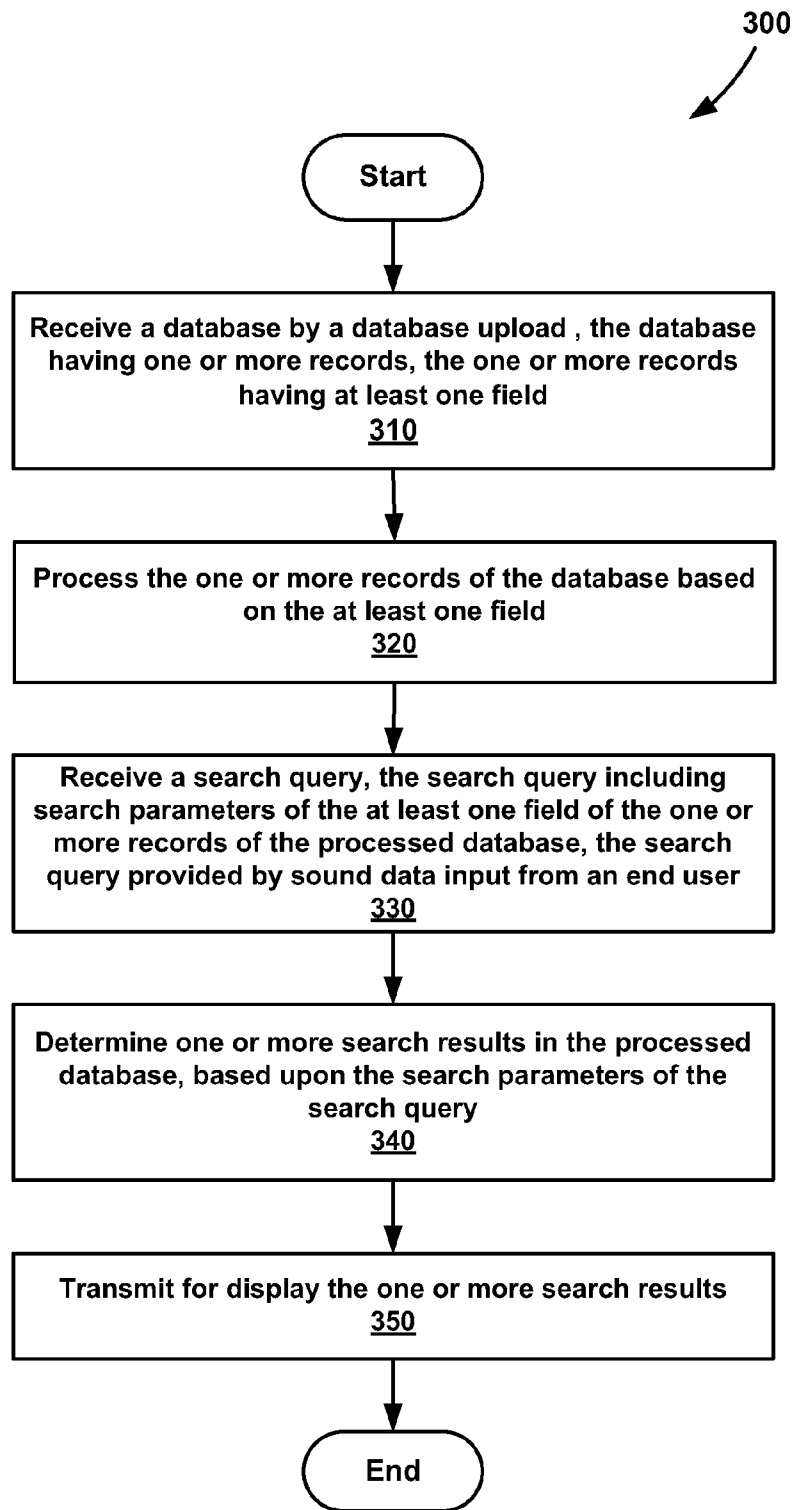 300
Start
Receive a database by a database upload , the database
having one or more records, the one or more records
having at least one field
310
Process the one or more records of the database based
on the at least one field
320
Receive a search query, the search query including
search parameters of the at least one field of the one or
more records of the processed database, the search
query provided by sound data input from an end user
330
Determine one or more search results in the processed
database, based upon the search parameters of the
search query
340
Transmit for display the one or more search results
350
End